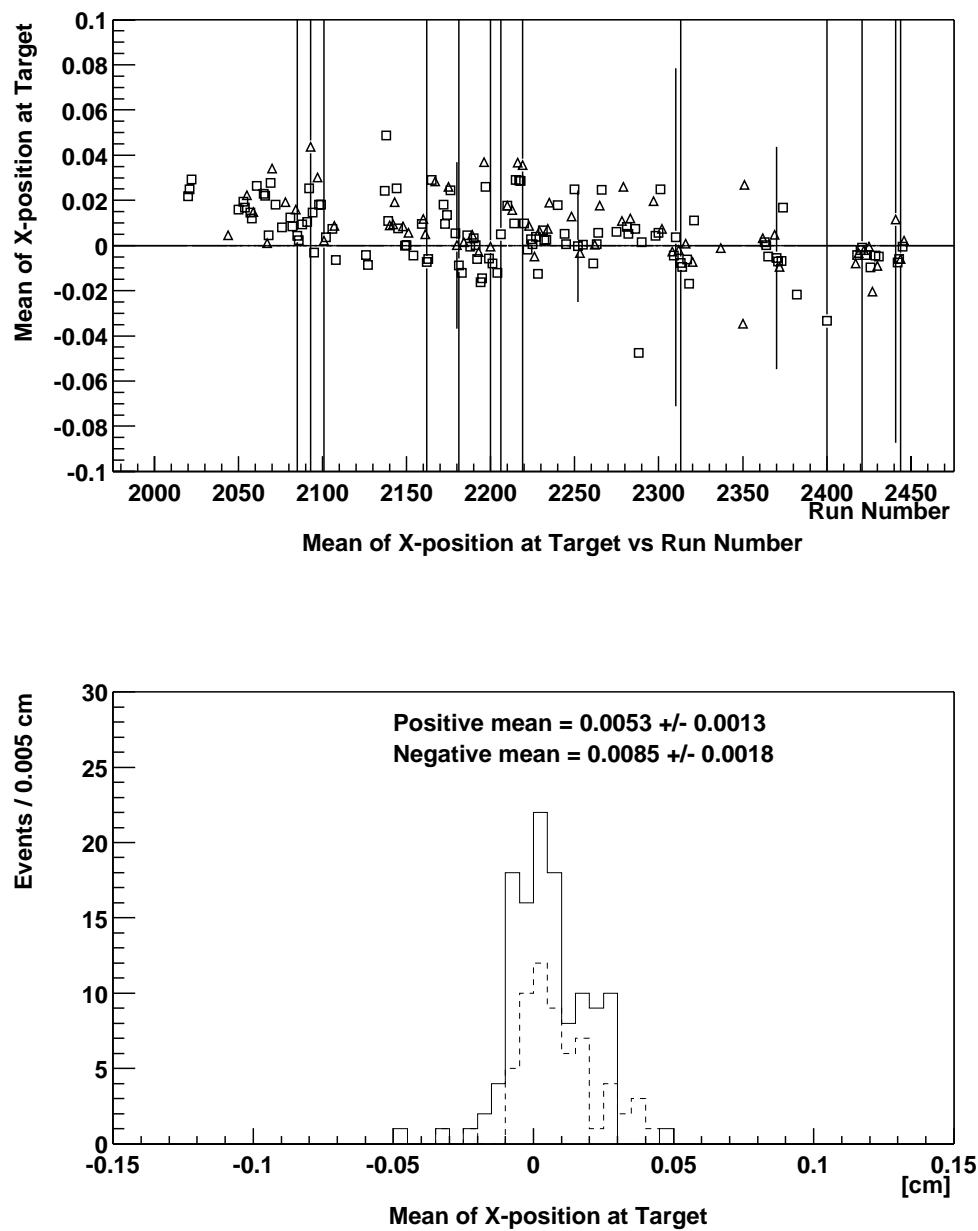 Mean of X-position at Target
0.1
0.08
0.06
0.04
0.02
0
-0.02
-0.04
-0.06
-0.08
-0.1
2000 2050 2100 2150 2200 2250 2300 2350 2400 2450
Run Number
Mean of X-position at Target vs Run Number
Events / 0.005 cm
30
25
20
15
10
5
0
Positive mean = 0.0053 +/- 0.0013
Negative mean = 0.0085 +/- 0.0018
-0.15 -0.1 -0.05 0 0.05 0.1 0.15
[cm]
Mean of X-position at Target